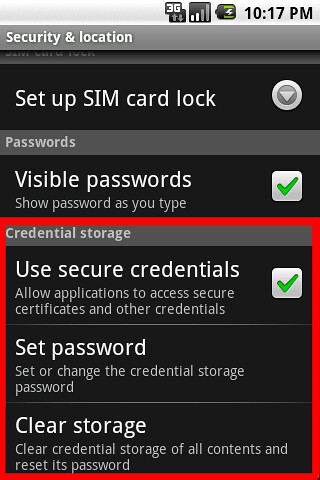 3G
10:17 PM
Security & location
SIM card lock
Set up SIM card lock
Passwords
Visible passwords
Show password as you type
Credential storage
Use secure credentials
Allow applications to access secure
certificates and other credentials
Set password
Set or change the credential storage
password
Clear storage
Clear credential storage of all contents and
reset its password